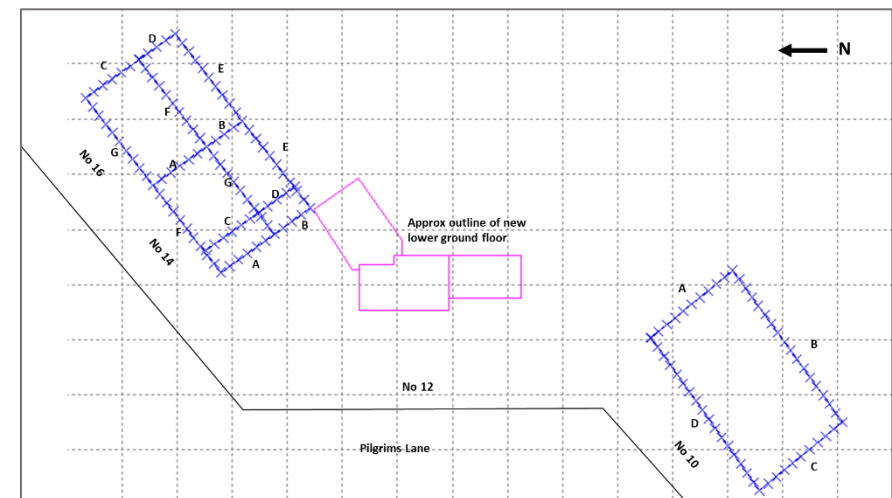 N
D
C
E
F
B
G
A
E
No 16
G
D
C
B
F
No 14
A
Approx outline of new
lower ground floor
A
B
No 12
D
No 10
Pilgrims Lane
C